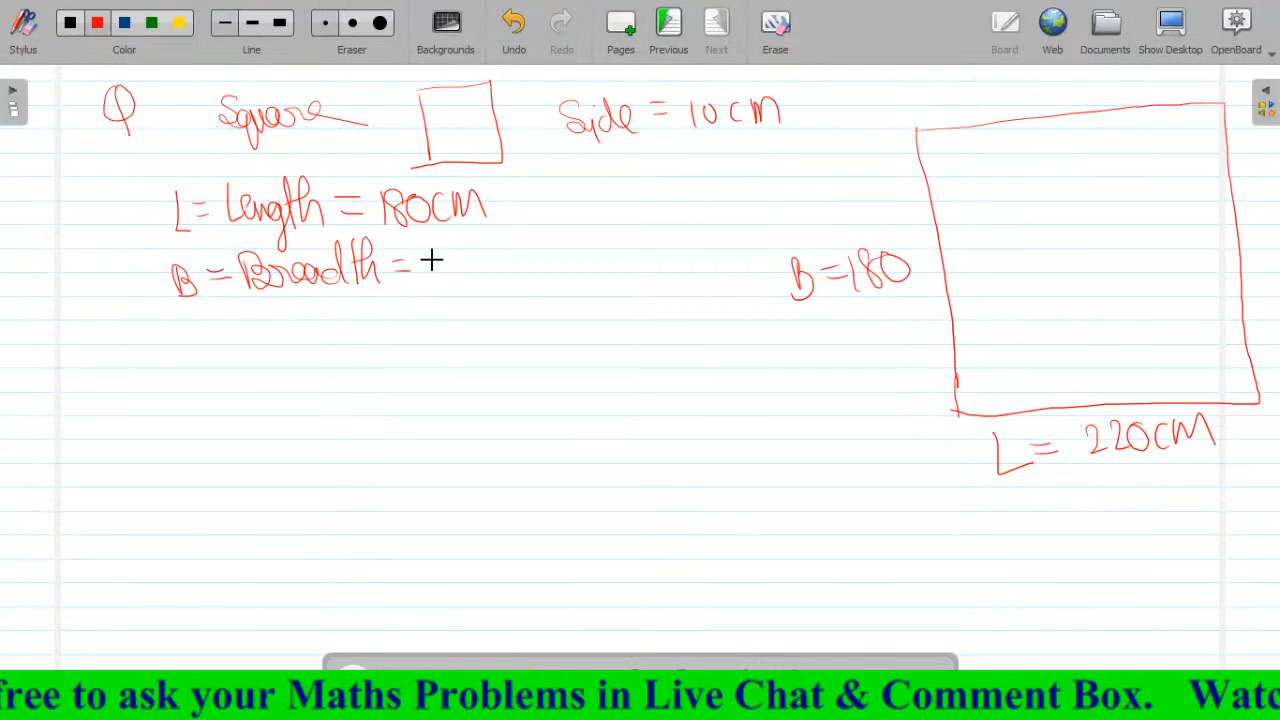 Stylus Color Line Eraser Backgrounds Undo Redo Pages Previous Next Erase Board Web Documents Show Desktop OpenBoard
Q Square Side = 10 cm
L = Length = 180 cm
B = Breadth =
B = 180
L = 220 cm
free to ask your Maths Problems in Live Chat & Comment Box. Watc